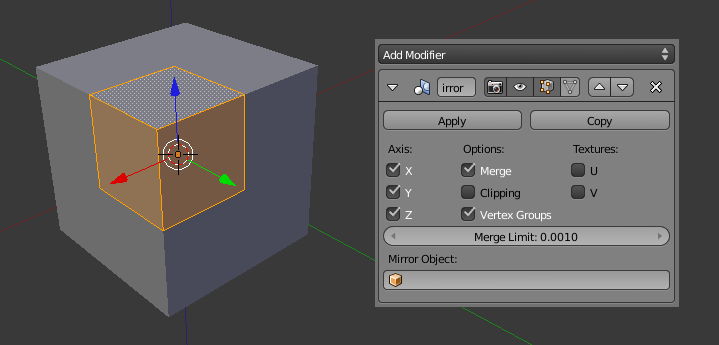 Add Modifier
irror
Apply
Copy
Axis:
Options:
Textures:
X
Merge
U
Y
Clipping
V
Z
Vertex Groups
Merge Limit: 0.0010
Mirror Object: